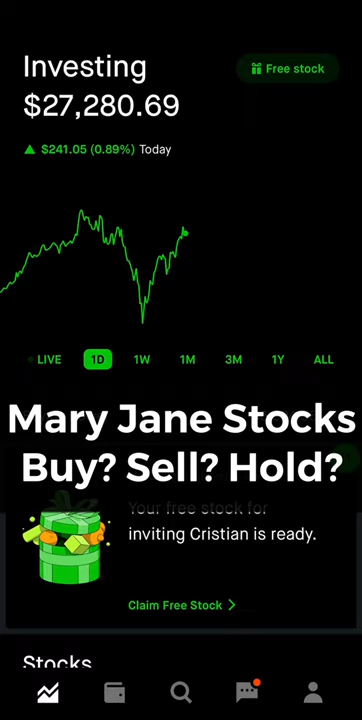 Investing
Free stock
$27,280.69
▲ $241.05 (0.89%) Today
LIVE 1D 1W 1M 3M 1Y ALL
Mary Jane Stocks
Buy? Sell? Hold?
Your free stock for
inviting Cristian is ready.
Claim Free Stock >
Stocks